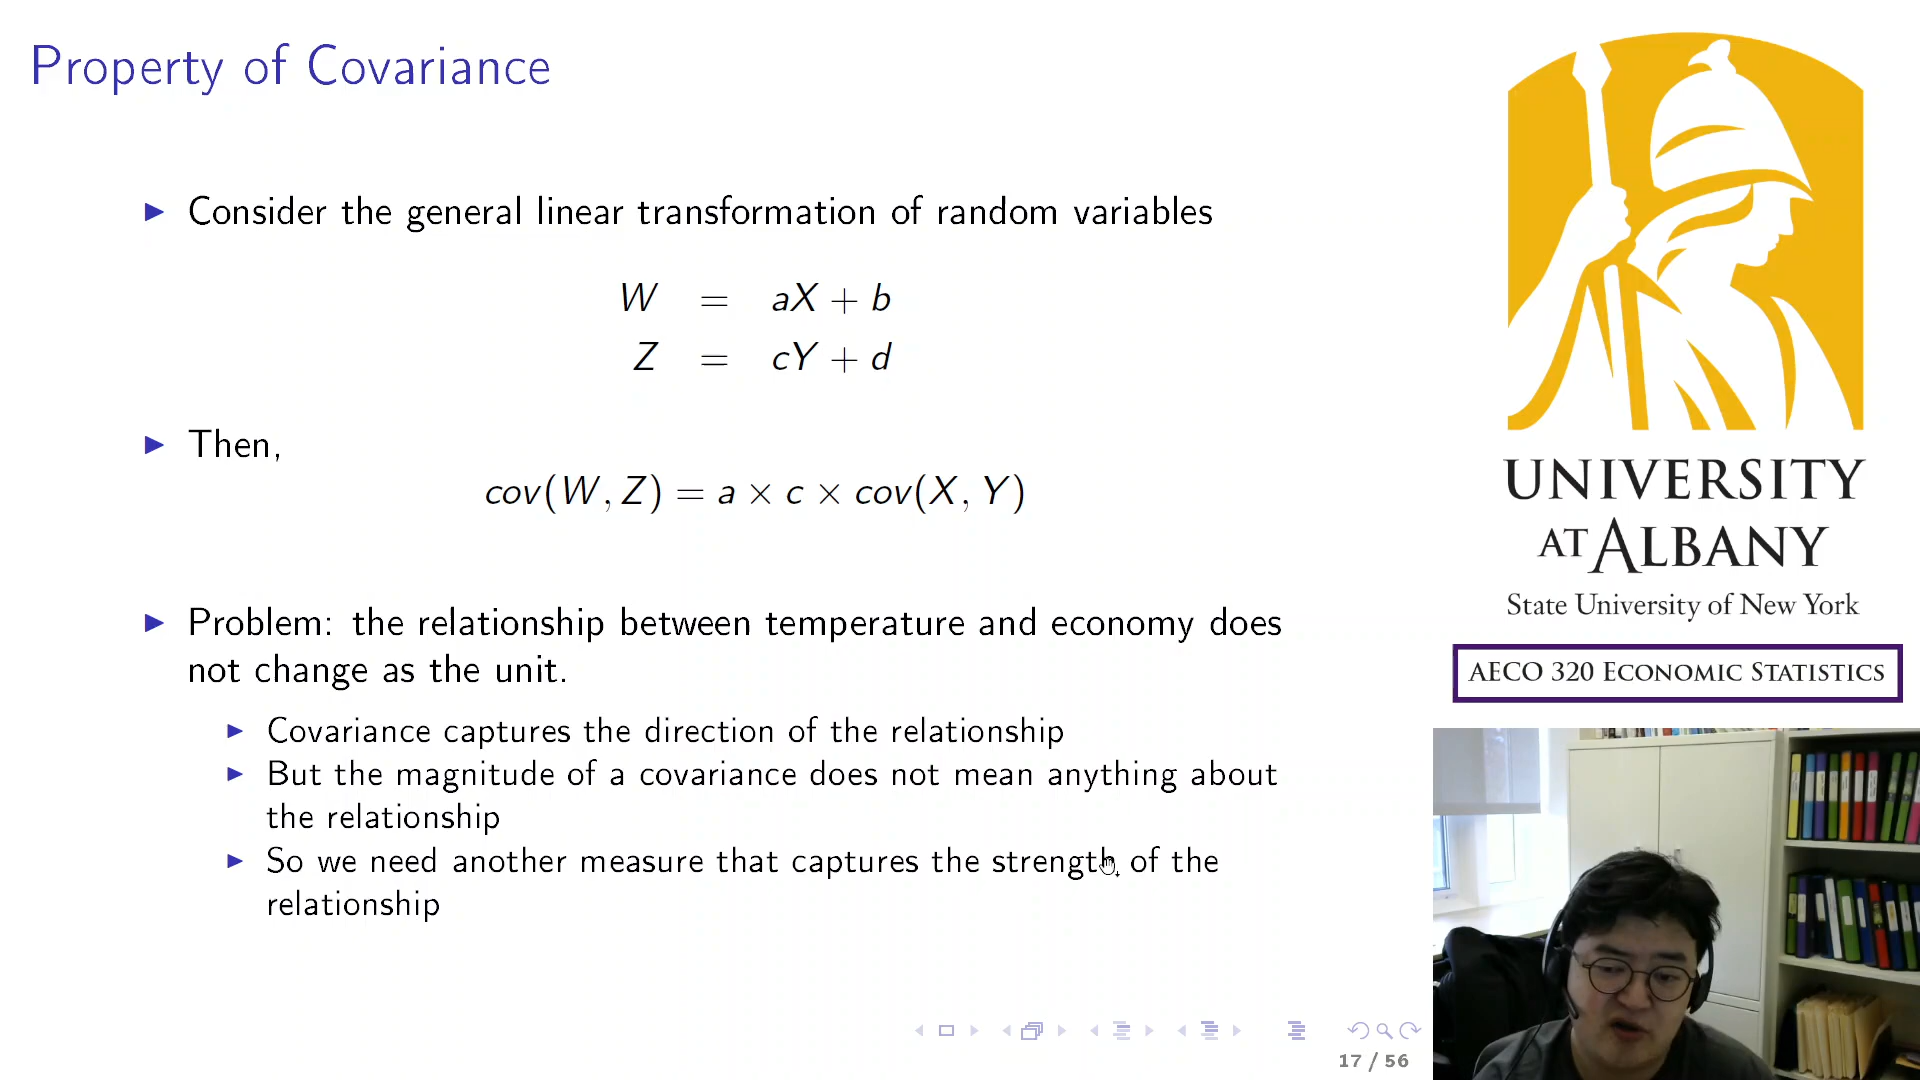 Property of Covariance
Consider the general linear transformation of random variables
W = aX + b
Z = cY + d
Then,
cov(W, Z) = a × c × cov(X, Y)
Problem: the relationship between temperature and economy does
not change as the unit.
Covariance captures the direction of the relationship
But the magnitude of a covariance does not mean anything about
the relationship
So we need another measure that captures the strength of the
relationship
17 / 56
UNIVERSITY
AT ALBANY
State University of New York
AECO 320 ECONOMIC STATISTICS